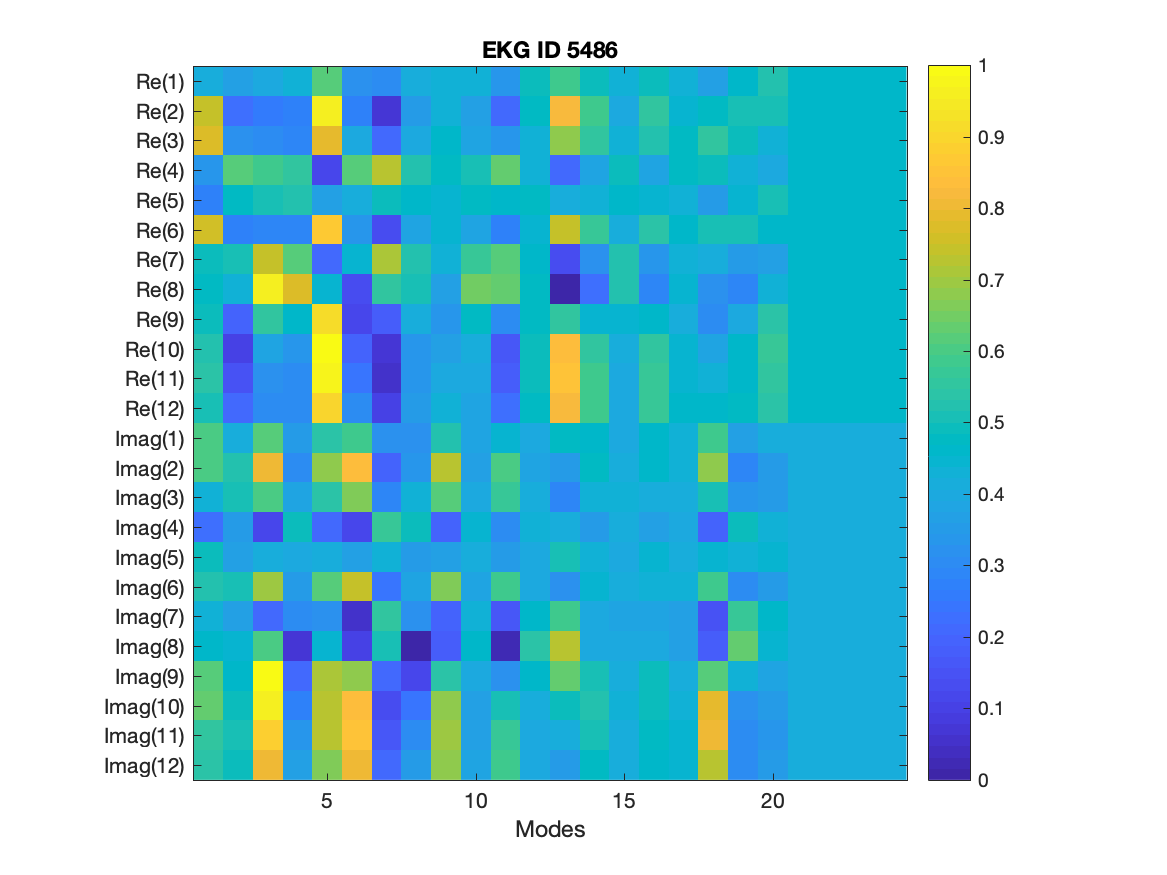 EKG ID 5486
Re(1)
Re(2)
Re(3)
Re(4)
Re(5)
Re(6)
Re(7)
Re(8)
Re(9)
Re(10)
Re(11)
Re(12)
Imag(1)
Imag(2)
Imag(3)
Imag(4)
Imag(5)
Imag(6)
Imag(7)
Imag(8)
Imag(9)
Imag(10)
Imag(11)
Imag(12)
5 10 15 20
Modes
1
0.9
0.8
0.7
0.6
0.5
0.4
0.3
0.2
0.1
0